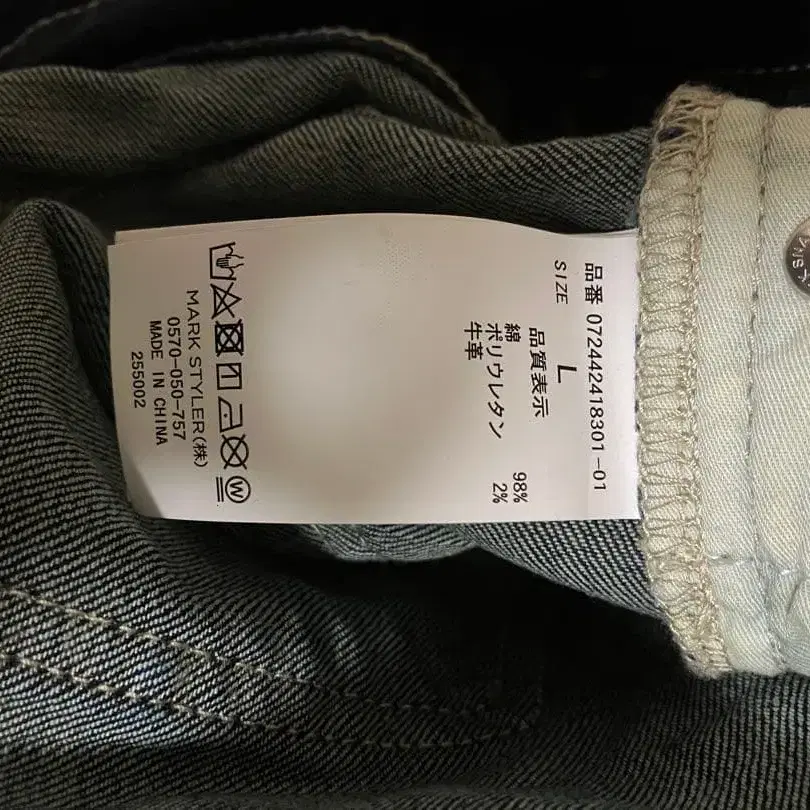 品番 072442418301-01
SIZE L
品質表示
綿 98%
ポリウレタン 2%
牛革
MARK STYLER(株)
0570-050-757
MADE IN CHINA
255002